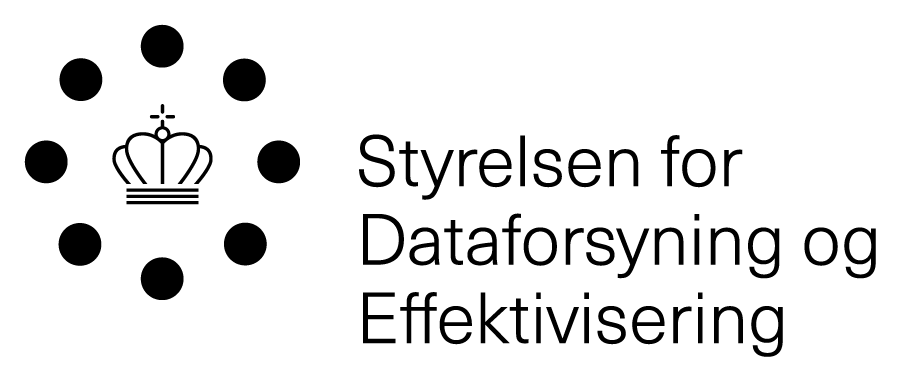 Styrelsen for
Dataforsyning og
Effektivisering